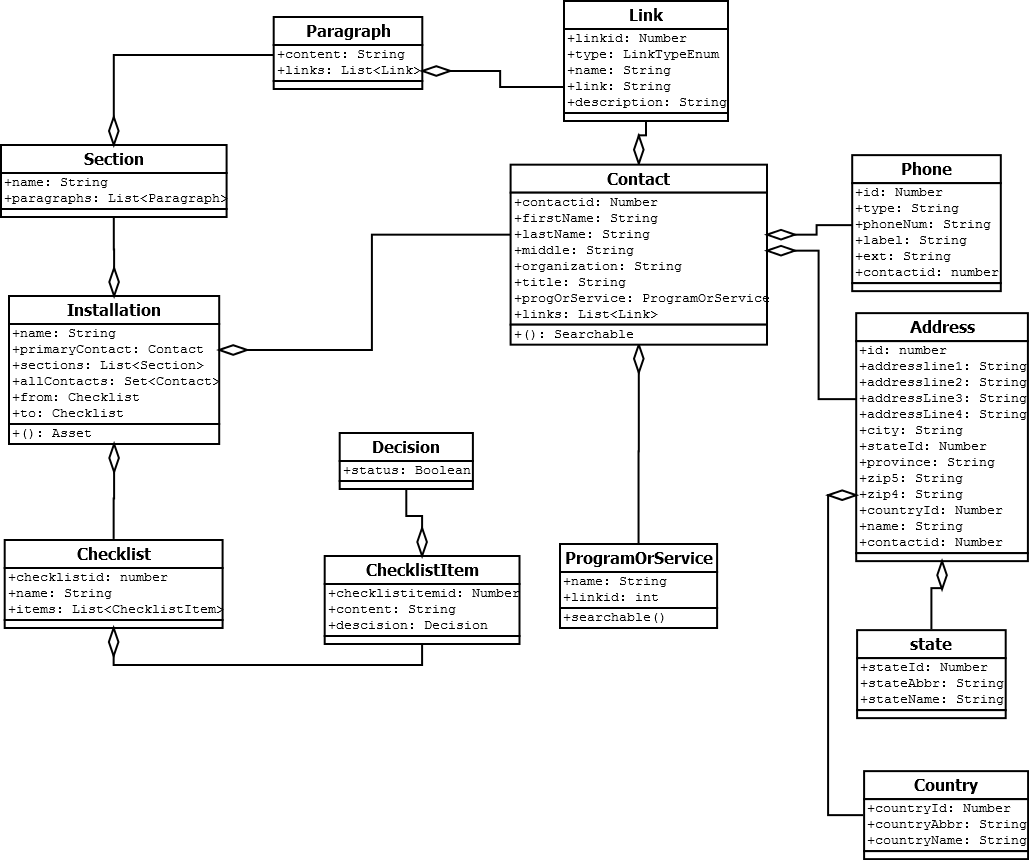 Paragraph
+content: String
+links: List<Link>
Link
+linkid: Number
+type: LinkTypeEnum
+name: String
+link: String
+description: String
Section
+name: String
+paragraphs: List<Paragraph>
Contact
+contactid: Number
+firstName: String
+lastName: String
+middle: String
+organization: String
+title: String
+progOrService: ProgramOrService
+links: List<Link>
+(): Searchable
Phone
+id: Number
+type: String
+phoneNum: String
+label: String
+ext: String
+contactid: number
Installation
+name: String
+primaryContact: Contact
+sections: List<Section>
+allContacts: Set<Contact>
+from: Checklist
+to: Checklist
+(): Asset
Address
+id: number
+addressline1: String
+addressline2: String
+addressLine3: String
+addressLine4: String
+city: String
+stateId: Number
+province: String
+zip5: String
+zip4: String
+countryId: Number
+name: String
+contactid: Number
Decision
+status: Boolean
Checklist
+checklistid: number
+name: String
+items: List<ChecklistItem>
ChecklistItem
+checklistitemid: Number
+content: String
+descision: Decision
ProgramOrService
+name: String
+linkid: int
+searchable()
state
+stateId: Number
+stateAbbr: String
+stateName: String
Country
+countryId: Number
+countryAbbr: String
+countryName: String